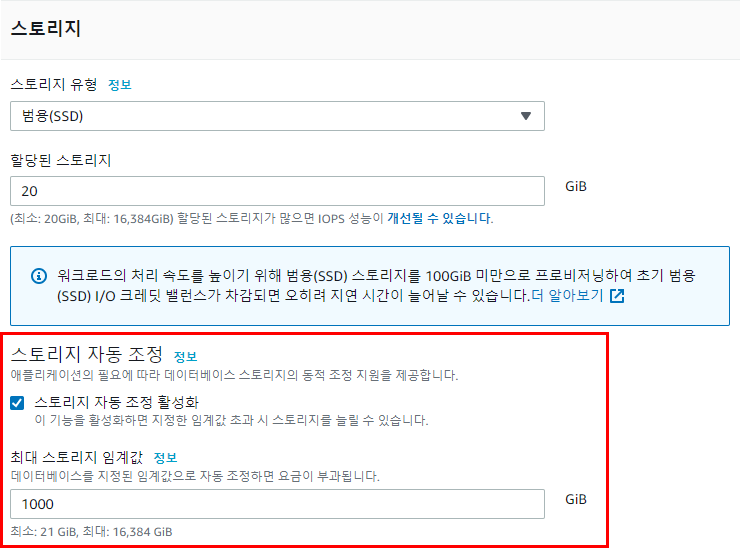 스토리지
스토리지 유형 정보
범용(SSD)
할당된 스토리지
20 GiB
(최소: 20GiB, 최대: 16,384GiB) 할당된 스토리지가 많으면 IOPS 성능이 개선될 수 있습니다.
워크로드의 처리 속도를 높이기 위해 범용(SSD) 스토리지를 100GiB 미만으로 프로비저닝하여 초기 범용
(SSD) I/O 크레딧 밸런스가 차감되면 오히려 지연 시간이 늘어날 수 있습니다.더 알아보기
스토리지 자동 조정 정보
애플리케이션의 필요에 따라 데이터베이스 스토리지의 동적 조정 지원을 제공합니다.
스토리지 자동 조정 활성화
이 기능을 활성화하면 지정한 임계값 초과 시 스토리지를 늘릴 수 있습니다.
최대 스토리지 임계값 정보
데이터베이스를 지정된 임계값으로 자동 조정하면 요금이 부과됩니다.
1000 GiB
최소: 21 GiB, 최대: 16,384 GiB